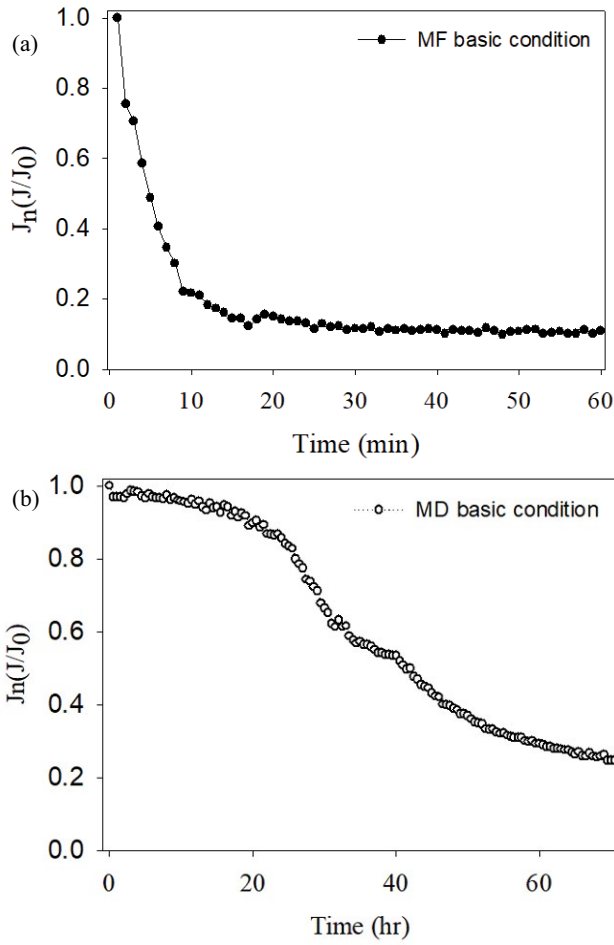 (a)
MF basic condition
Jn(J/J0)
1.0
0.8
0.6
0.4
0.2
0.0
0 10 20 30 40 50 60
Time (min)
(b)
MD basic condition
Jn(J/J0)
1.0
0.8
0.6
0.4
0.2
0.0
0 20 40 60
Time (hr)